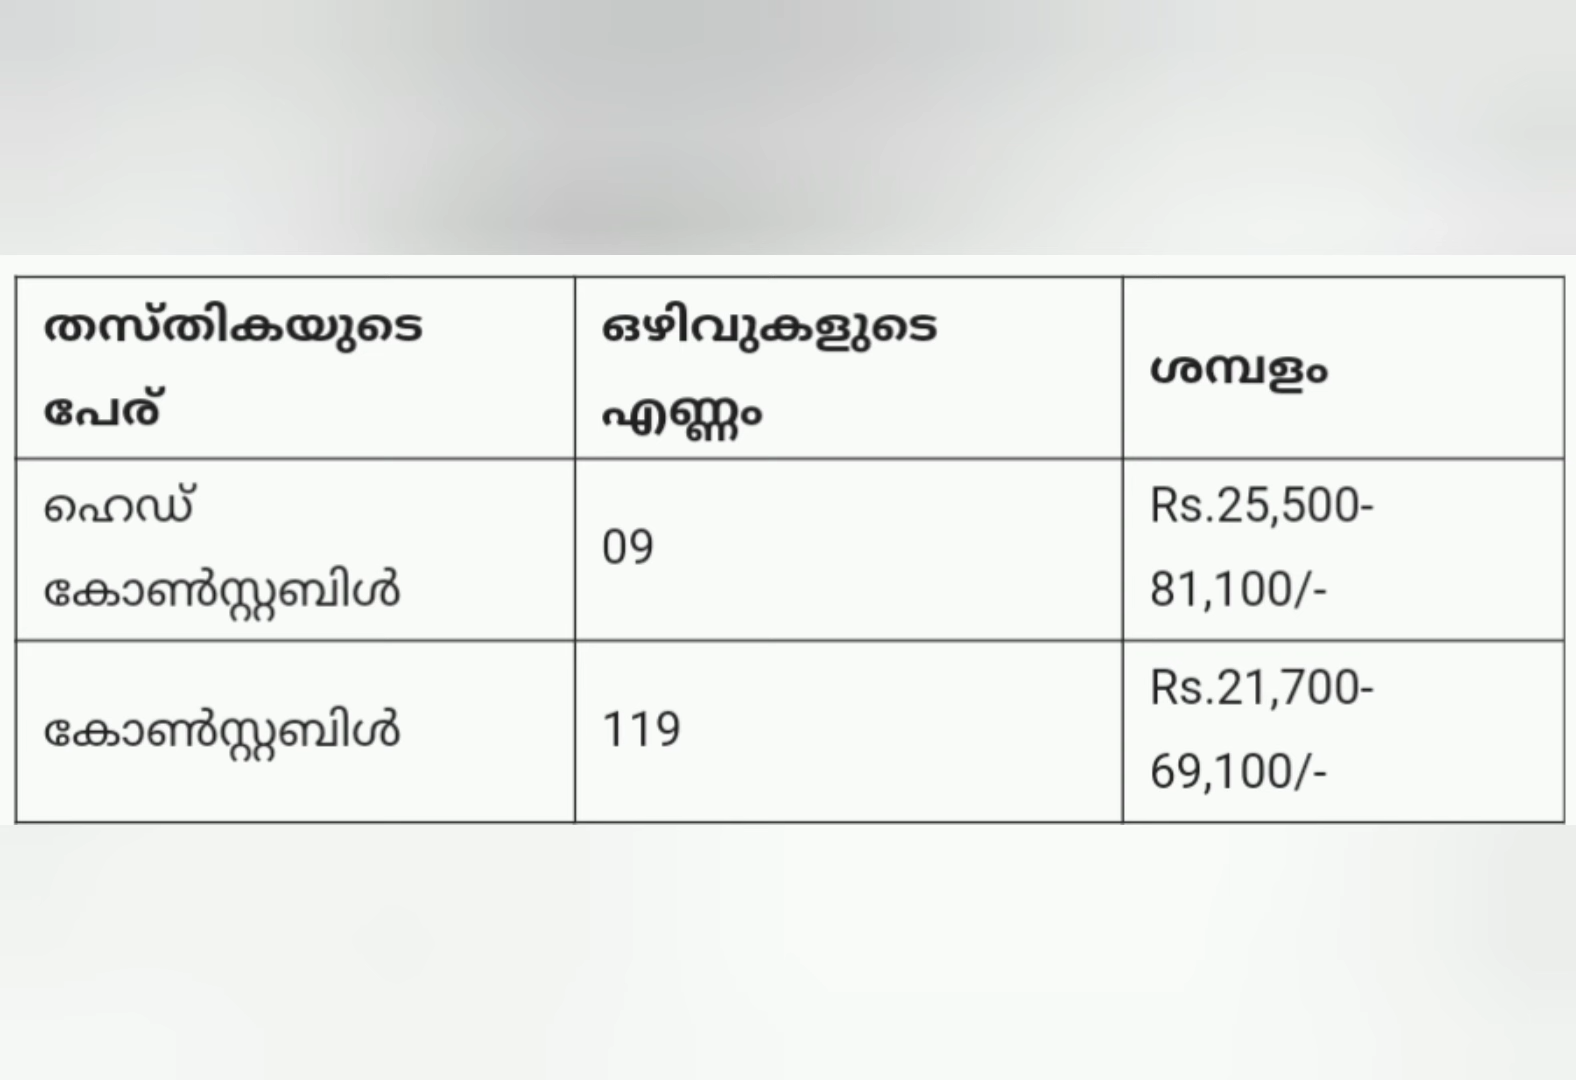 തസ്തികയുടെ
പേര്
ഒഴിവുകളുടെ
എണ്ണം
ശമ്പളം
ഹെഡ്
കോൺസ്റ്റബിൾ
09
Rs.25,500-
81,100/-
കോൺസ്റ്റബിൾ
119
Rs.21,700-
69,100/-